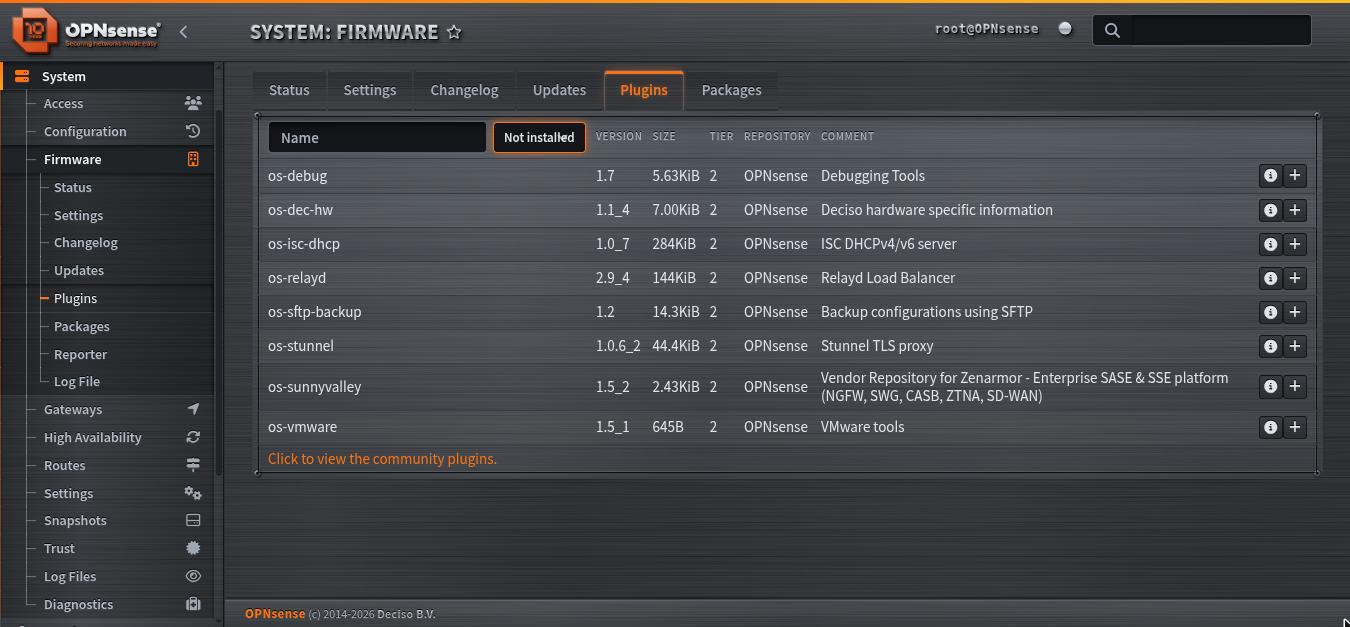 OPNsense®
Securing networks made easy
SYSTEM: FIRMWARE
root@OPNsense
System
Access
Configuration
Firmware
Status
Settings
Changelog
Updates
Plugins
Packages
Reporter
Log File
Gateways
High Availability
Routes
Settings
Snapshots
Trust
Log Files
Diagnostics
Status Settings Changelog Updates Plugins Packages
Name Not installed VERSION SIZE TIER REPOSITORY COMMENT
os-debug 1.7 5.63KiB 2 OPNsense Debugging Tools
os-dec-hw 1.1_4 7.00KiB 2 OPNsense Deciso hardware specific information
os-isc-dhcp 1.0_7 284KiB 2 OPNsense ISC DHCPv4/v6 server
os-relayd 2.9_4 144KiB 2 OPNsense Relayd Load Balancer
os-sftp-backup 1.2 14.3KiB 2 OPNsense Backup configurations using SFTP
os-stunnel 1.0.6_2 44.4KiB 2 OPNsense Stunnel TLS proxy
os-sunnyvalley 1.5_2 2.43KiB 2 OPNsense Vendor Repository for Zenarmor - Enterprise SASE & SSE platform
(NGFW, SWG, CASB, ZTNA, SD-WAN)
os-vmware 1.5_1 645B 2 OPNsense VMware tools
Click to view the community plugins.
OPNsense (c) 2014-2026 Deciso B.V.